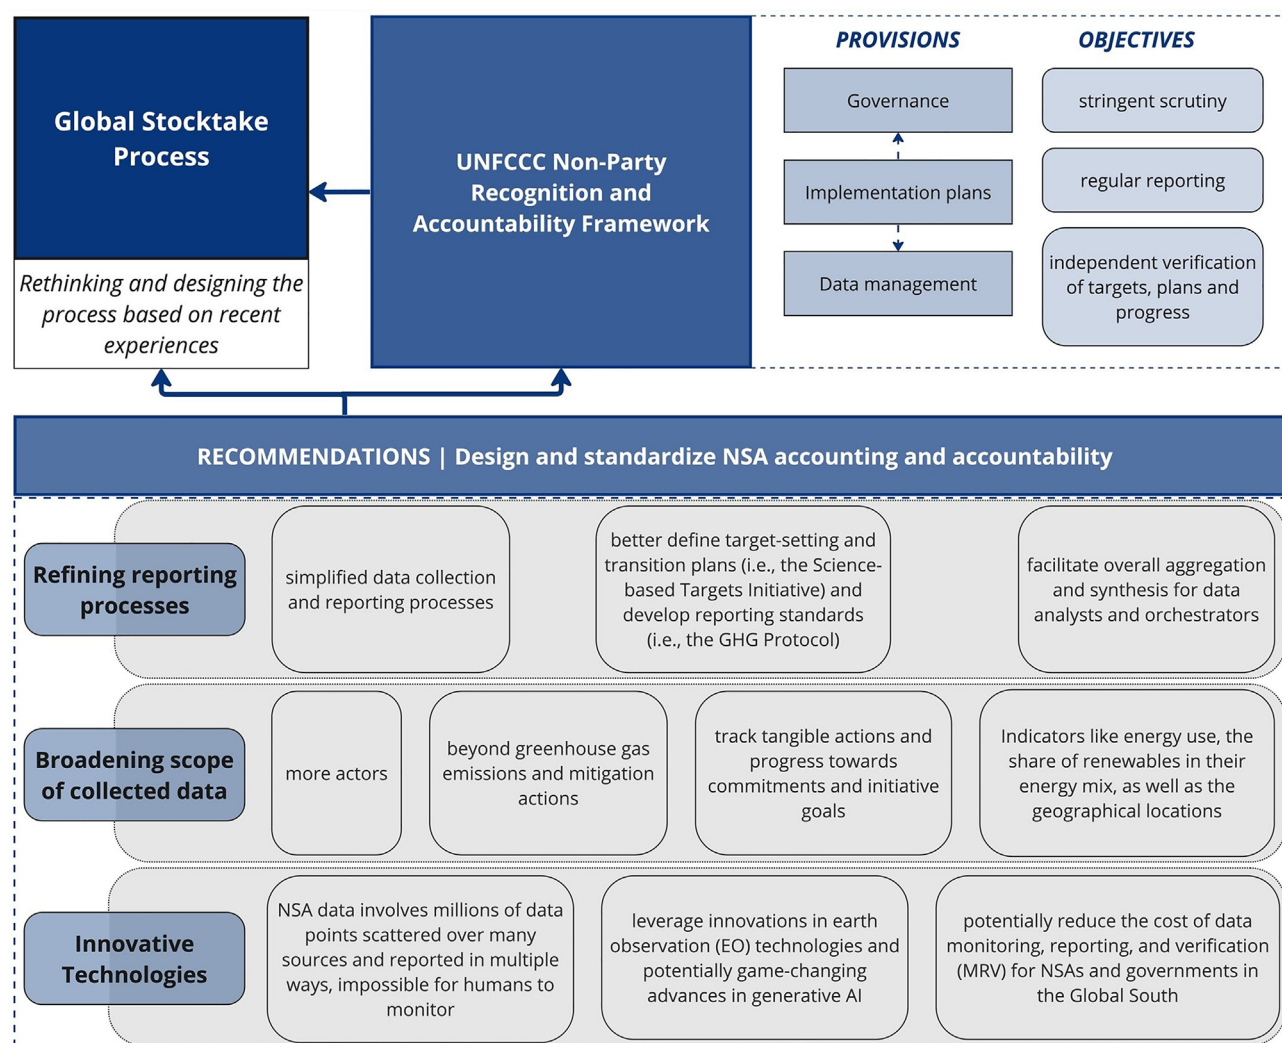 Global Stocktake
Process
Rethinking and designing the
process based on recent
experiences
UNFCCC Non-Party
Recognition and
Accountability Framework
PROVISIONS
Governance
Implementation plans
Data management
OBJECTIVES
stringent scrutiny
regular reporting
independent verification
of targets, plans and
progress
RECOMMENDATIONS | Design and standardize NSA accounting and accountability
Refining reporting
processes
simplified data collection
and reporting processes
better define target-setting and
transition plans (i.e., the Science-
based Targets Initiative) and
develop reporting standards
(i.e., the GHG Protocol)
facilitate overall aggregation
and synthesis for data
analysts and orchestrators
Broadening scope
of collected data
more actors
beyond greenhouse gas
emissions and mitigation
actions
track tangible actions and
progress towards
commitments and initiative
goals
Indicators like energy use, the
share of renewables in their
energy mix, as well as the
geographical locations
Innovative
Technologies
NSA data involves millions of data
points scattered over many
sources and reported in multiple
ways, impossible for humans to
monitor
leverage innovations in earth
observation (EO) technologies and
potentially game-changing
advances in generative AI
potentially reduce the cost of data
monitoring, reporting, and verification
(MRV) for NSAs and governments in
the Global South